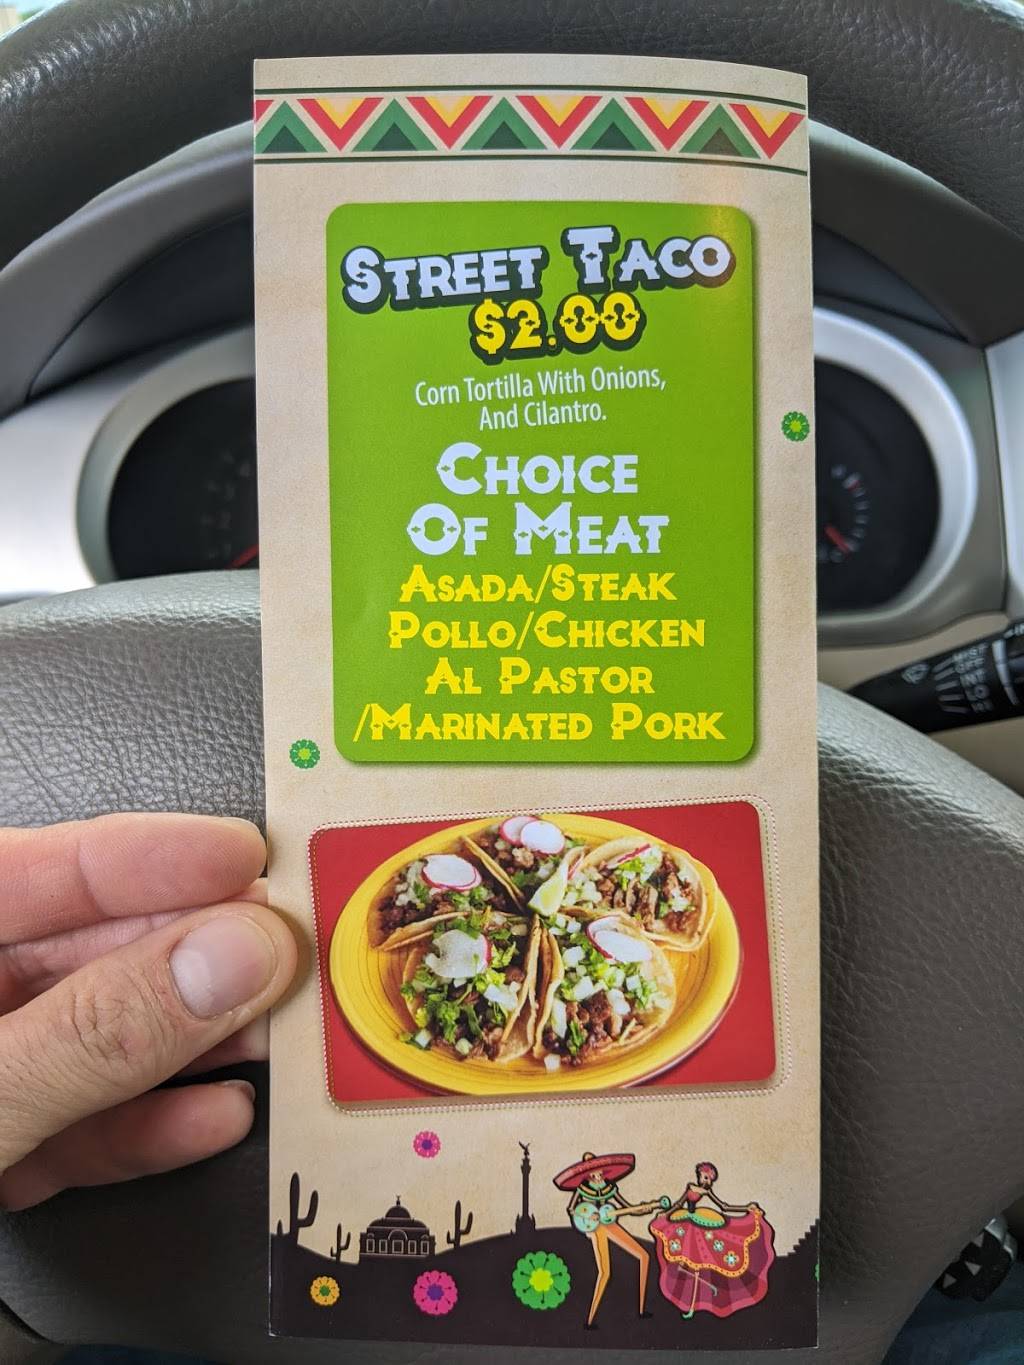 STREET TACO
$2.00
Corn Tortilla With Onions,
And Cilantro.
CHOICE
OF MEAT
ASADA/STEAK
POLLO/CHICKEN
AL PASTOR
/MARINATED PORK
MIST